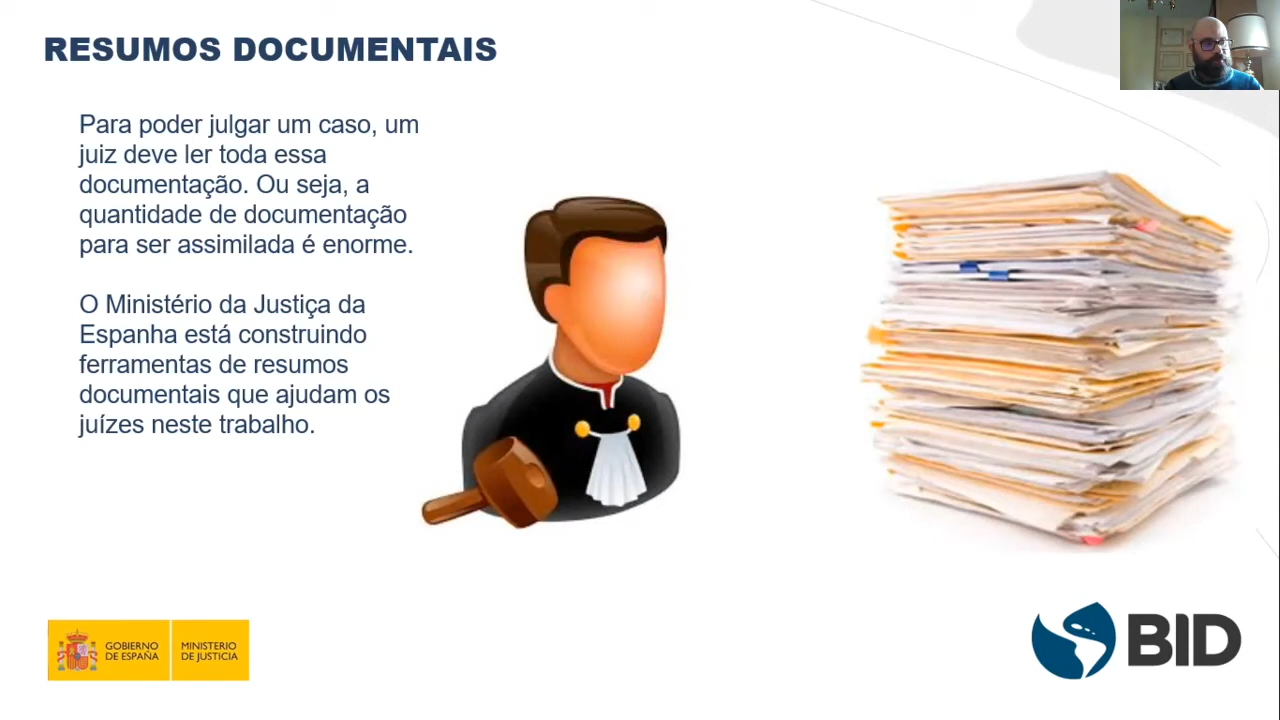 RESUMOS DOCUMENTAIS
Para poder julgar um caso, um
juiz deve ler toda essa
documentação. Ou seja, a
quantidade de documentação
para ser assimilada é enorme.
O Ministério da Justiça da
Espanha está construindo
ferramentas de resumos
documentais que ajudam os
juízes neste trabalho.
GOBIERNO
DE ESPAÑA
MINISTERIO
DE JUSTICIA
BID